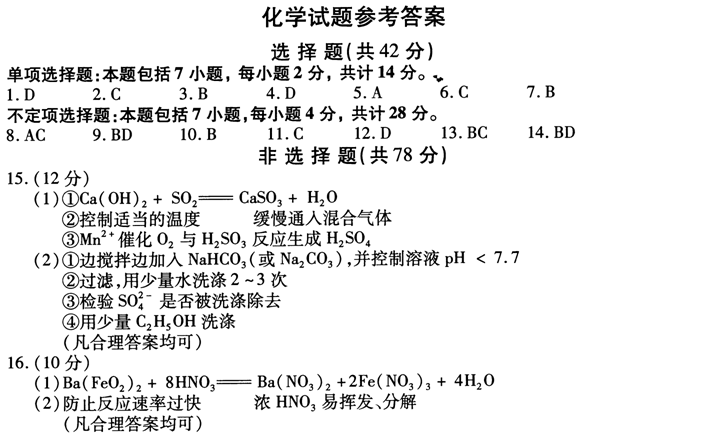 化学试题参考答案
选 择 题(共42分)
单项选择题:本题包括7小题,每小题2分,共计14分。
1. D 2. C 3. B 4. D 5. A 6. C 7. B
不定项选择题:本题包括7小题,每小题4分,共计28分。
8. AC 9. BD 10. B 11. C 12. D 13. BC 14. BD
非 选 择 题(共78分)
15. (12分)
(1)①Ca(OH)₂ + SO₂══CaSO₃ + H₂O
②控制适当的温度 缓慢通入混合气体
③Mn²⁺催化O₂与H₂SO₃反应生成H₂SO₄
(2)①边搅拌边加入NaHCO₃(或Na₂CO₃),并控制溶液pH < 7.7
②过滤,用少量水洗涤2~3次
③检验SO₄²⁻是否被洗涤除去
④用少量C₂H₅OH洗涤
(凡合理答案均可)
16. (10分)
(1)Ba(FeO₂)₂ + 8HNO₃══Ba(NO₃)₂ +2Fe(NO₃)₃ + 4H₂O
(2)防止反应速率过快 浓HNO₃易挥发、分解
(凡合理答案均可)